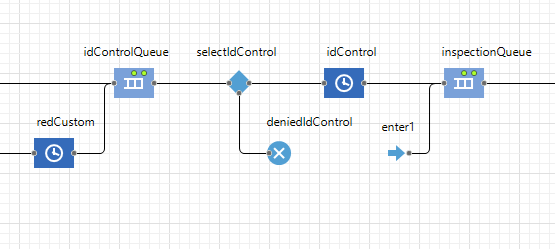 idControlQueue
selectIdControl
idControl
inspectionQueue
redCustom
deniedIdControl
enter1